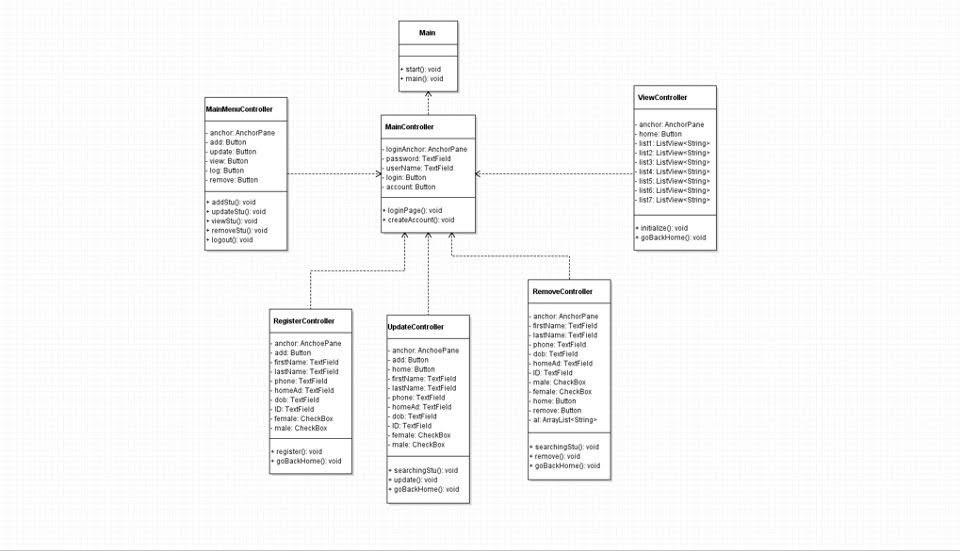 Main
+ start(): void
+ main(): void
MainMenuController
- anchor: AnchorPane
- add: Button
- update: Button
- view: Button
- log: Button
- remove: Button
+ addStu(): void
+ updateStu(): void
+ viewStu(): void
+ removeStu(): void
+ logout(): void
MainController
- loginAnchor: AnchorPane
- password: TextField
- userName: TextField
- login: Button
- account: Button
+ loginPage(): void
+ createAccount(): void
ViewController
- anchor: AnchorPane
- home: Button
- list1: ListView<String>
- list2: ListView<String>
- list3: ListView<String>
- list4: ListView<String>
- list5: ListView<String>
- list6: ListView<String>
- list7: ListView<String>
+ initialize(): void
+ goBackHome(): void
RegisterController
- anchor: AnchoePane
- add: Button
- firstName: TextField
- lastName: TextField
- phone: TextField
- homeAd: TextField
- dob: TextField
- ID: TextField
- female: CheckBox
- male: CheckBox
+ register(): void
+ goBackHome(): void
UpdateController
- anchor: AnchoePane
- add: Button
- home: Button
- firstName: TextField
- lastName: TextField
- phone: TextField
- homeAd: TextField
- dob: TextField
- ID: TextField
- female: CheckBox
- male: CheckBox
+ searchingStu(): void
+ update(): void
+ goBackHome(): void
RemoveController
- anchor: AnchorPane
- firstName: TextField
- lastName: TextField
- phone: TextField
- dob: TextField
- homeAd: TextField
- ID: TextField
- male: CheckBox
- female: CheckBox
- home: Button
- remove: Button
- al: ArrayList<String>
+ searchingStu(): void
+ remove(): void
+ goBackHome(): void